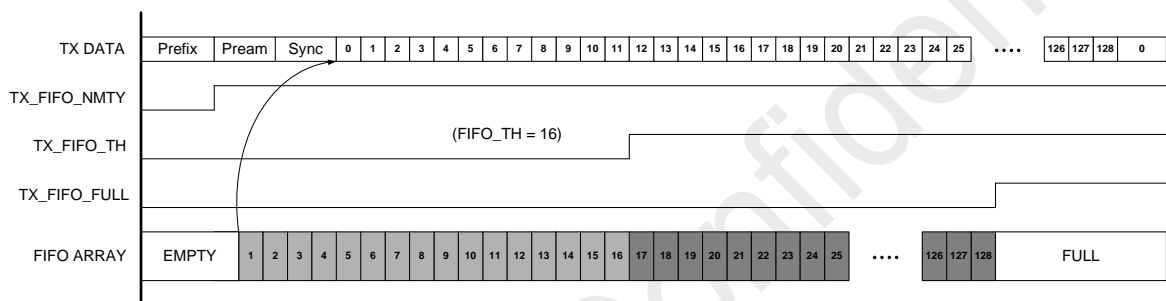 TX DATA Prefix Pream Sync 0 1 2 3 4 5 6 7 8 9 10 11 12 13 14 15 16 17 18 19 20 21 22 23 24 25 .... 126 127 128 0
TX_FIFO_NMTY
(FIFO_TH = 16)
TX_FIFO_TH
TX_FIFO_FULL
FIFO ARRAY EMPTY 1 2 3 4 5 6 7 8 9 10 11 12 13 14 15 16 17 18 19 20 21 22 23 24 25 .... 126 127 128 FULL